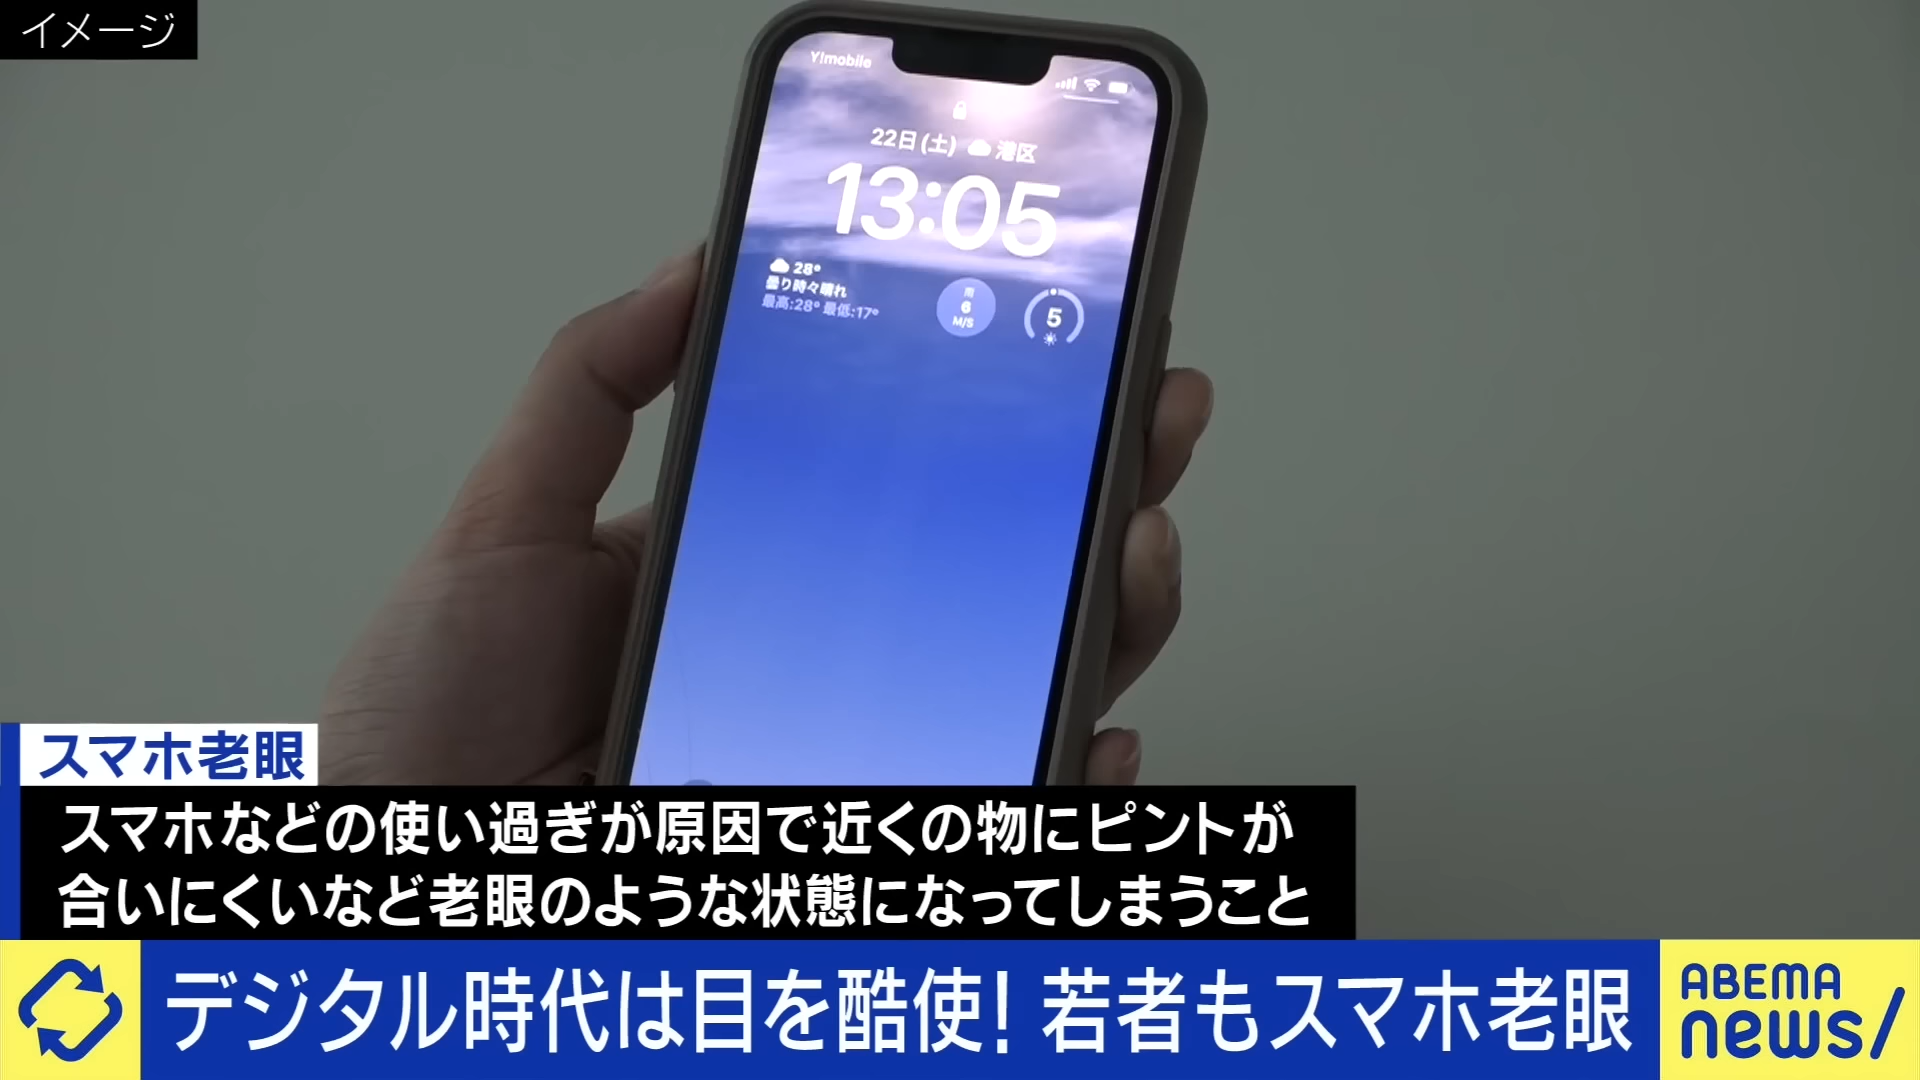 イメージ
Y!mobile
22日(土) 港区
13:05
28°
曇り時々晴れ
最高:28° 最低:17°
南
6
M/S
5
スマホ老眼
スマホなどの使い過ぎが原因で近くの物にピントが
合いにくいなど老眼のような状態になってしまうこと
デジタル時代は目を酷使! 若者もスマホ老眼
ABEMA
news/